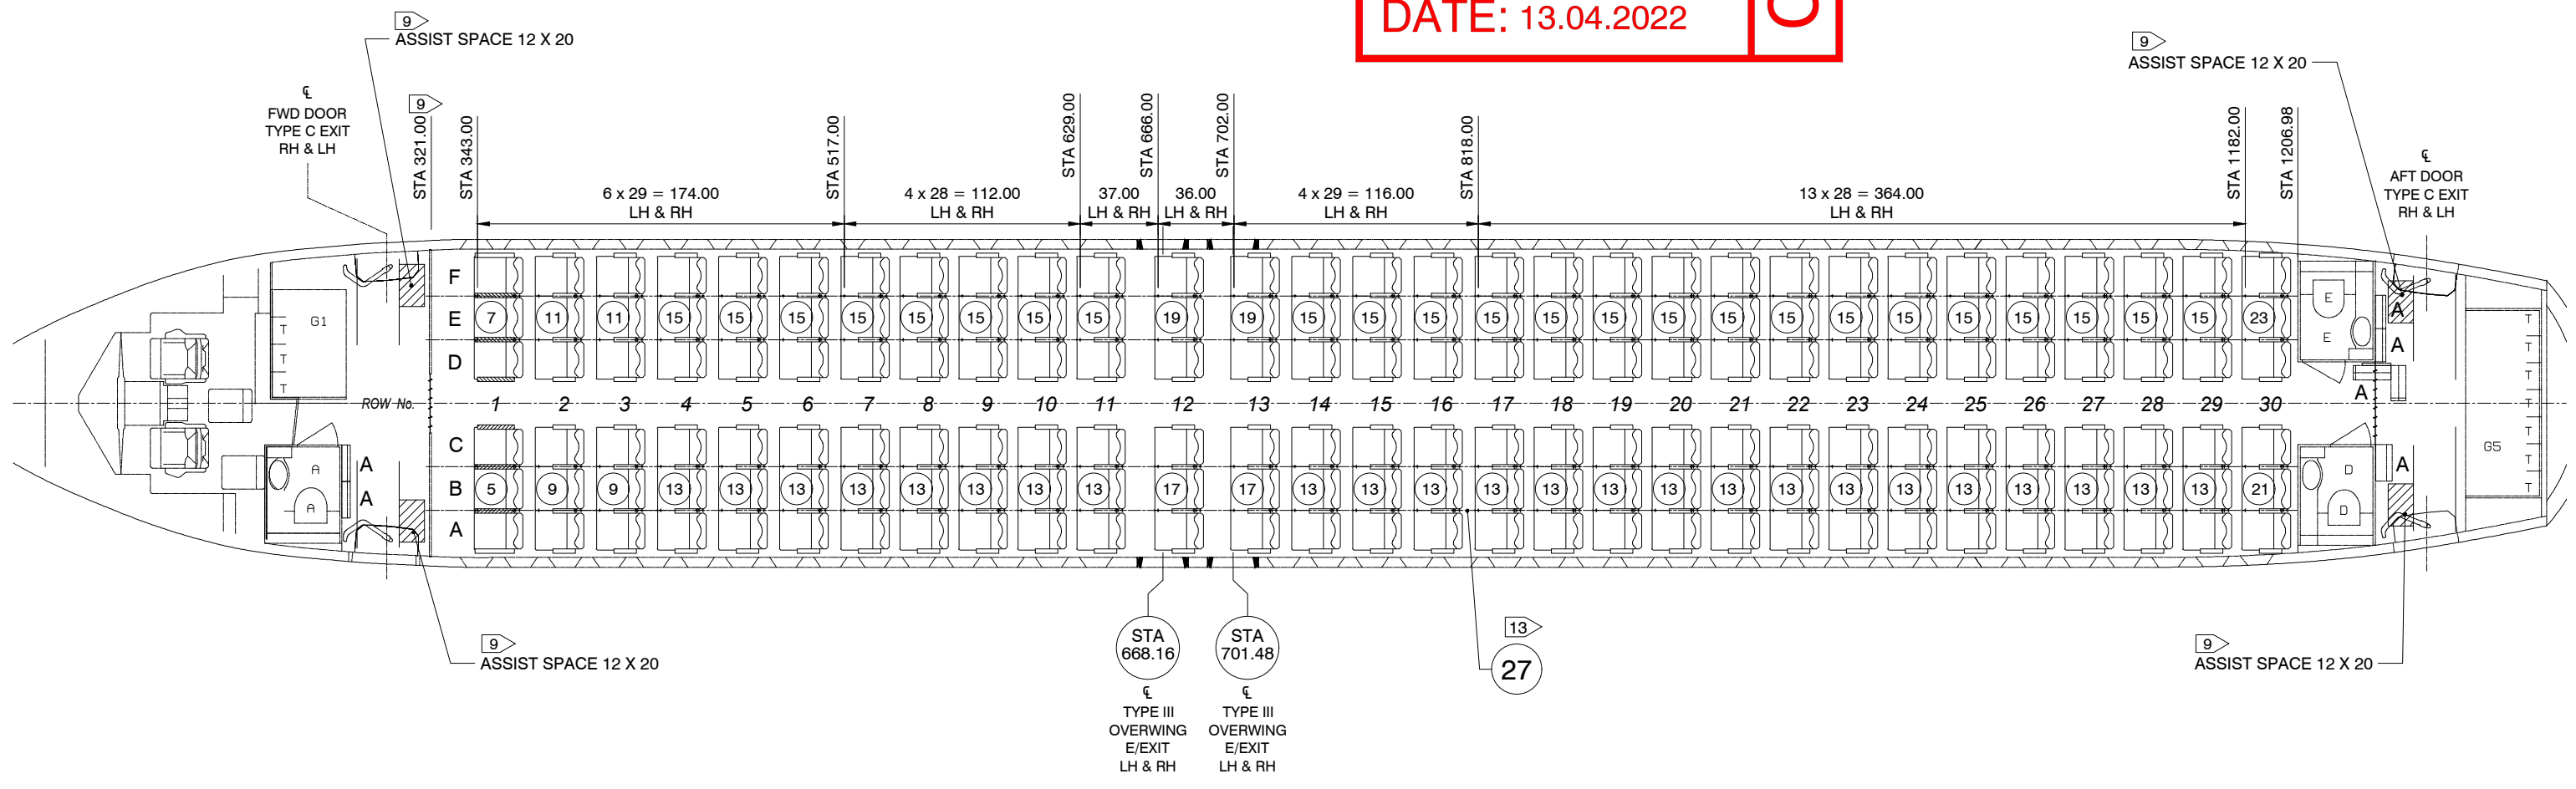 DATE: 13.04.2022
9
ASSIST SPACE 12 X 20
9
ASSIST SPACE 12 X 20
℄
FWD DOOR
TYPE C EXIT
RH & LH
9
STA 321.00
STA 343.00
STA 517.00
STA 629.00
STA 666.00
STA 702.00
STA 818.00
STA 1182.00
STA 1206.98
℄
AFT DOOR
TYPE C EXIT
RH & LH
6 x 29 = 174.00
LH & RH
4 x 28 = 112.00
LH & RH
37.00
LH & RH
36.00
LH & RH
4 x 29 = 116.00
LH & RH
13 x 28 = 364.00
LH & RH
F
E
D
G1
T
T
T
7 11 11 15 15 15 15 15 15 15 15 19 19 15 15 15 15 15 15 15 15 15 15 15 15 15 15 15 15 23
E
E
A
A
A
ROW No. 1 2 3 4 5 6 7 8 9 10 11 12 13 14 15 16 17 18 19 20 21 22 23 24 25 26 27 28 29 30
C
B
A
A
A
A
A
5 9 9 13 13 13 13 13 13 13 13 17 17 13 13 13 13 13 13 13 13 13 13 13 13 13 13 13 13 21
D
D
A
G5
T
T
T
T
T
T
T
9
ASSIST SPACE 12 X 20
STA
668.16
℄
TYPE III
OVERWING
E/EXIT
LH & RH
STA
701.48
℄
TYPE III
OVERWING
E/EXIT
LH & RH
13
27
9
ASSIST SPACE 12 X 20